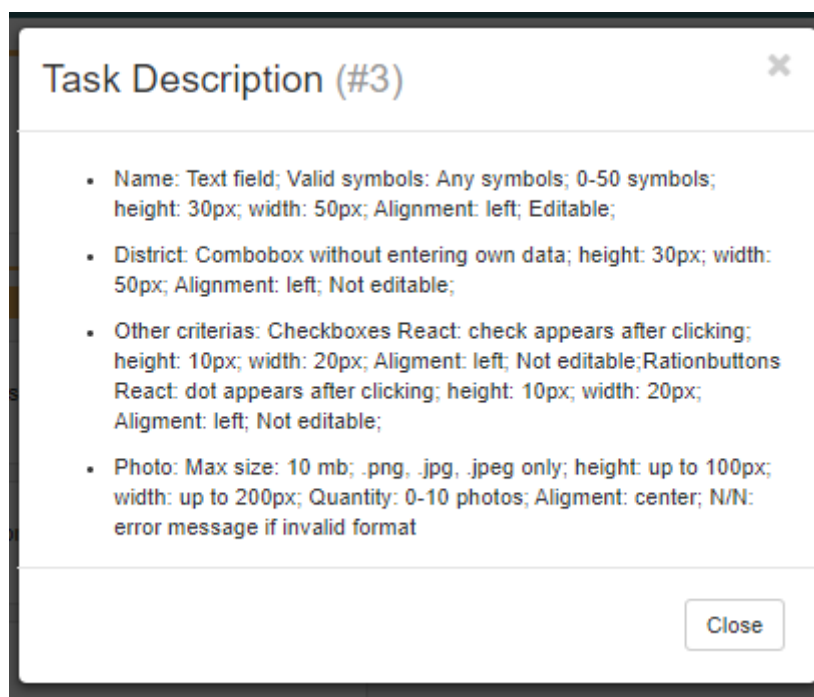 Task Description (#3)
×
• Name: Text field; Valid symbols: Any symbols; 0-50 symbols;
height: 30px; width: 50px; Alignment: left; Editable;
• District: Combobox without entering own data; height: 30px; width:
50px; Alignment: left; Not editable;
• Other criterias: Checkboxes React: check appears after clicking;
height: 10px; width: 20px; Aligment: left; Not editable;Rationbuttons
React: dot appears after clicking; height: 10px; width: 20px;
Aligment: left; Not editable;
• Photo: Max size: 10 mb; .png, .jpg, .jpeg only; height: up to 100px;
width: up to 200px; Quantity: 0-10 photos; Aligment: center; N/N:
error message if invalid format
Close